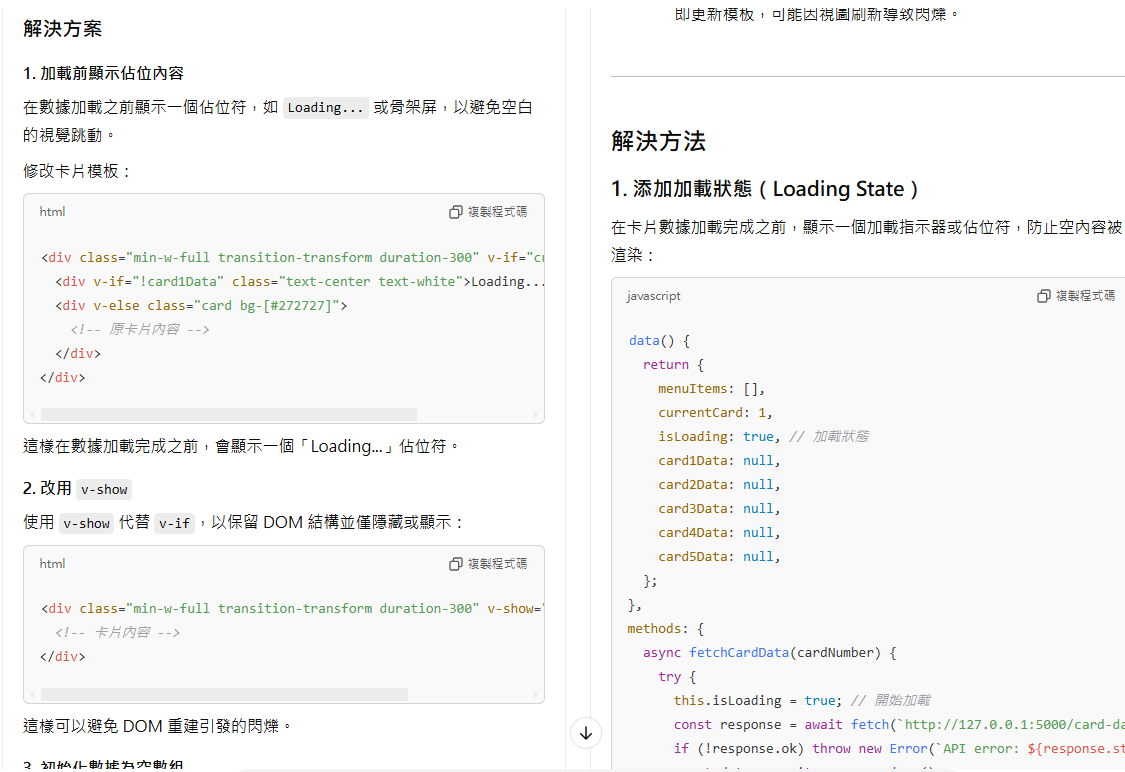 解決方案
1. 加載前顯示佔位內容
在數據加載之前顯示一個佔位符，如 Loading... 或骨架屏，以避免空白
的視覺跳動。
修改卡片模板：
html
複製程式碼
<div class="min-w-full transition-transform duration-300" v-if="cu
<div v-if="!card1Data" class="text-center text-white">Loading...
<div v-else class="card bg-[#272727]">
<!-- 原卡片內容 -->
</div>
</div>
這樣在數據加載完成之前，會顯示一個「Loading...」佔位符。
2. 改用 v-show
使用 v-show 代替 v-if，以保留 DOM 結構並僅隱藏或顯示：
html
複製程式碼
<div class="min-w-full transition-transform duration-300" v-show="
<!-- 卡片內容 -->
</div>
這樣可以避免 DOM 重建引發的閃爍。
3. 初始化數據為空數組
即更新模板，可能因視圖刷新導致閃爍。
解決方法
1. 添加加載狀態（Loading State）
在卡片數據加載完成之前，顯示一個加載指示器或佔位符，防止空內容被
渲染：
javascript
複製程式碼
data() {
return {
menuItems: [],
currentCard: 1,
isLoading: true, // 加載狀態
card1Data: null,
card2Data: null,
card3Data: null,
card4Data: null,
card5Data: null,
};
},
methods: {
async fetchCardData(cardNumber) {
try {
this.isLoading = true; // 開始加載
const response = await fetch(`http://127.0.0.1:5000/card-da
if (!response.ok) throw new Error(`API error: ${response.st